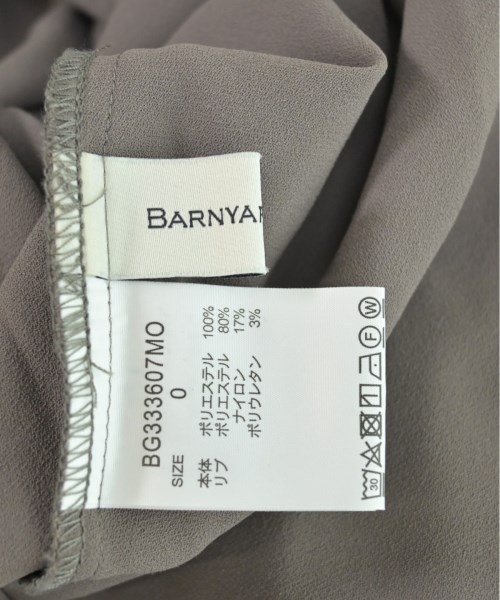 BARNYAR
BG333607MO
SIZE 0
本体 ポリエステル 100%
リブ ポリエステル 80%
ナイロン 17%
ポリウレタン 3%
30
F
W